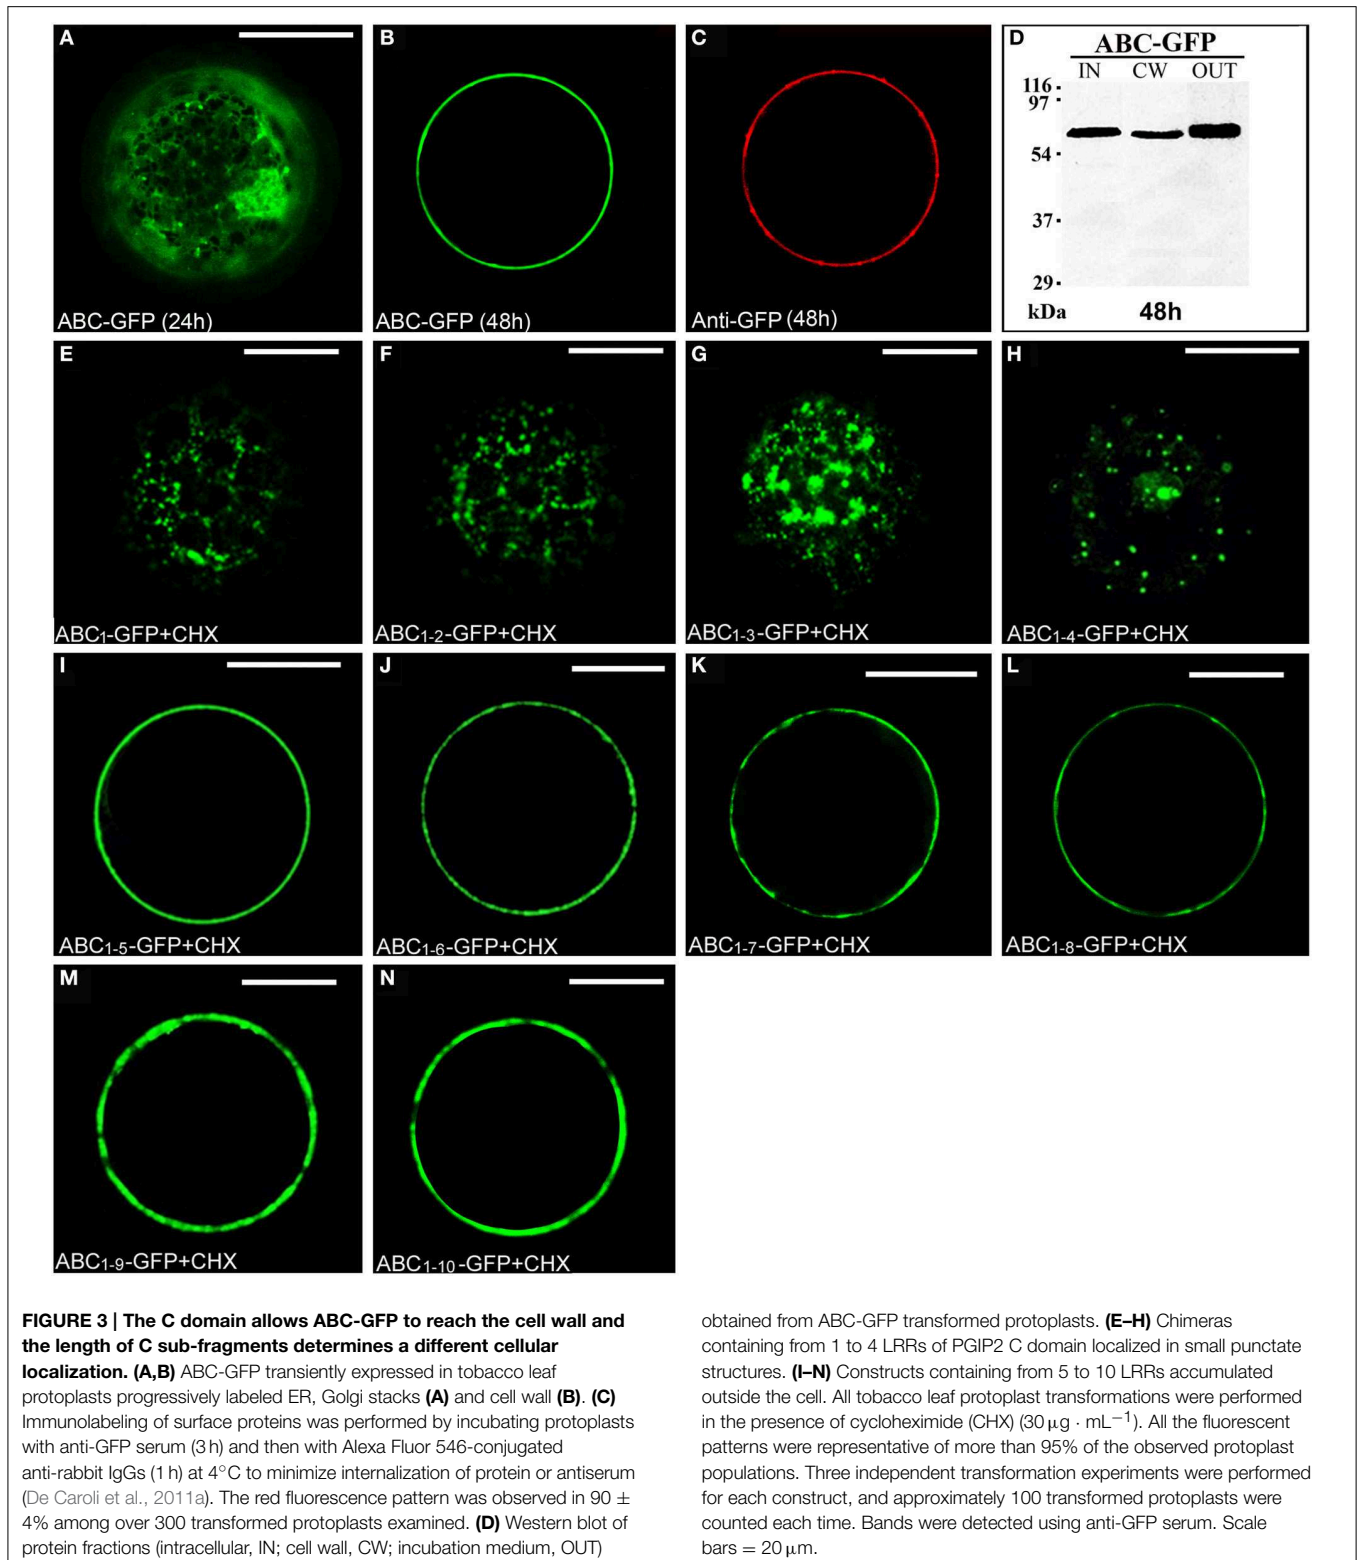 A
ABC-GFP (24h)
B
ABC-GFP (48h)
C
Anti-GFP (48h)
D
ABC-GFP
IN CW OUT
116
97
54
37
29
kDa 48h
E
ABC1-GFP+CHX
F
ABC1-2-GFP+CHX
G
ABC1-3-GFP+CHX
H
ABC1-4-GFP+CHX
I
ABC1-5-GFP+CHX
J
ABC1-6-GFP+CHX
K
ABC1-7-GFP+CHX
L
ABC1-8-GFP+CHX
M
ABC1-9-GFP+CHX
N
ABC1-10-GFP+CHX
FIGURE 3 | The C domain allows ABC-GFP to reach the cell wall and
the length of C sub-fragments determines a different cellular
localization. (A,B) ABC-GFP transiently expressed in tobacco leaf
protoplasts progressively labeled ER, Golgi stacks (A) and cell wall (B). (C)
Immunolabeling of surface proteins was performed by incubating protoplasts
with anti-GFP serum (3 h) and then with Alexa Fluor 546-conjugated
anti-rabbit IgGs (1 h) at 4°C to minimize internalization of protein or antiserum
(De Caroli et al., 2011a). The red fluorescence pattern was observed in 90 ±
4% among over 300 transformed protoplasts examined. (D) Western blot of
protein fractions (intracellular, IN; cell wall, CW; incubation medium, OUT)
obtained from ABC-GFP transformed protoplasts. (E–H) Chimeras
containing from 1 to 4 LRRs of PGIP2 C domain localized in small punctate
structures. (I–N) Constructs containing from 5 to 10 LRRs accumulated
outside the cell. All tobacco leaf protoplast transformations were performed
in the presence of cycloheximide (CHX) (30 µg · mL−1). All the fluorescent
patterns were representative of more than 95% of the observed protoplast
populations. Three independent transformation experiments were performed
for each construct, and approximately 100 transformed protoplasts were
counted each time. Bands were detected using anti-GFP serum. Scale
bars = 20 µm.